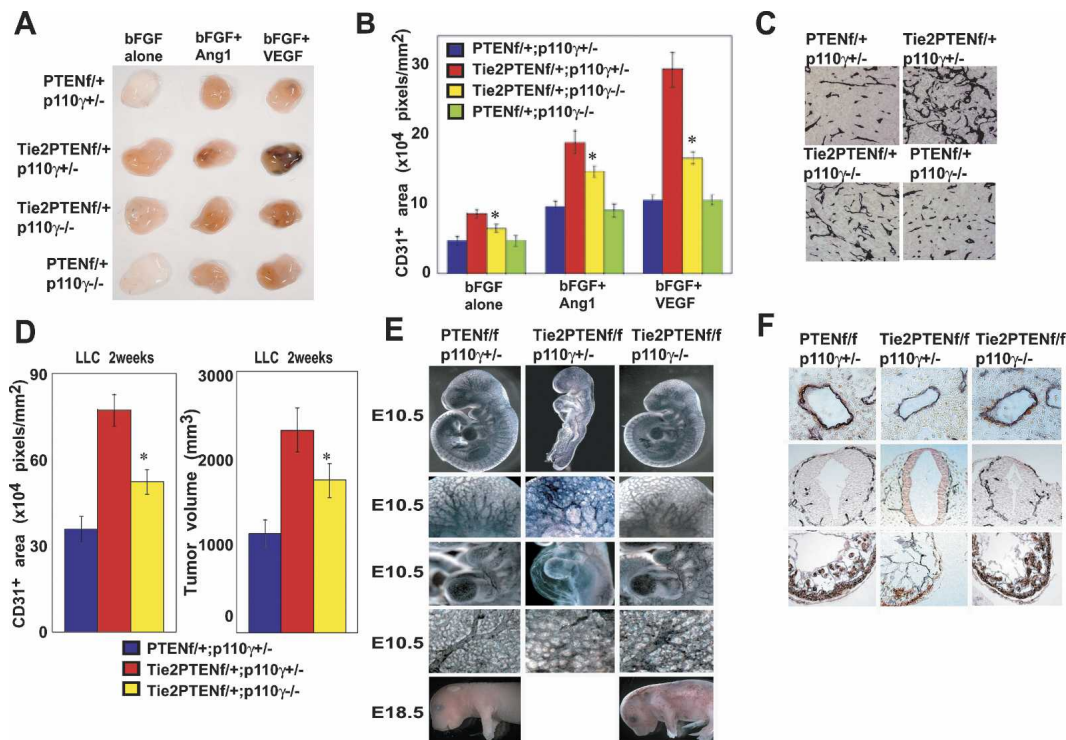 A
bFGF alone
bFGF+ Ang1
bFGF+ VEGF
PTENf/+ p110γ+/-
Tie2PTENf/+ p110γ+/-
Tie2PTENf/+ p110γ-/-
PTENf/+ p110γ-/-
B
PTENf/+;p110γ+/-
Tie2PTENf/+;p110γ+/-
Tie2PTENf/+;p110γ-/-
PTENf/+;p110γ-/-
CD31+ area (x10⁴ pixels/mm2)
30
20
10
0
*
*
*
bFGF alone
bFGF+ Ang1
bFGF+ VEGF
C
PTENf/+ p110γ+/-
Tie2PTENf/+ p110γ+/-
Tie2PTENf/+ p110γ-/-
PTENf/+ p110γ-/-
D
LLC 2weeks
CD31+ area (x10⁴ pixels/mm²)
90
60
30
0
*
LLC 2weeks
Tumor volume (mm³)
3000
2000
1000
0
*
PTENf/+;p110γ+/-
Tie2PTENf/+;p110γ+/-
Tie2PTENf/+;p110γ-/-
E
PTENf/f p110γ+/-
Tie2PTENf/f p110γ+/-
Tie2PTENf/f p110γ-/-
E10.5
E10.5
E10.5
E10.5
E18.5
F
PTENf/f p110γ+/-
Tie2PTENf/f p110γ+/-
Tie2PTENf/f p110γ-/-